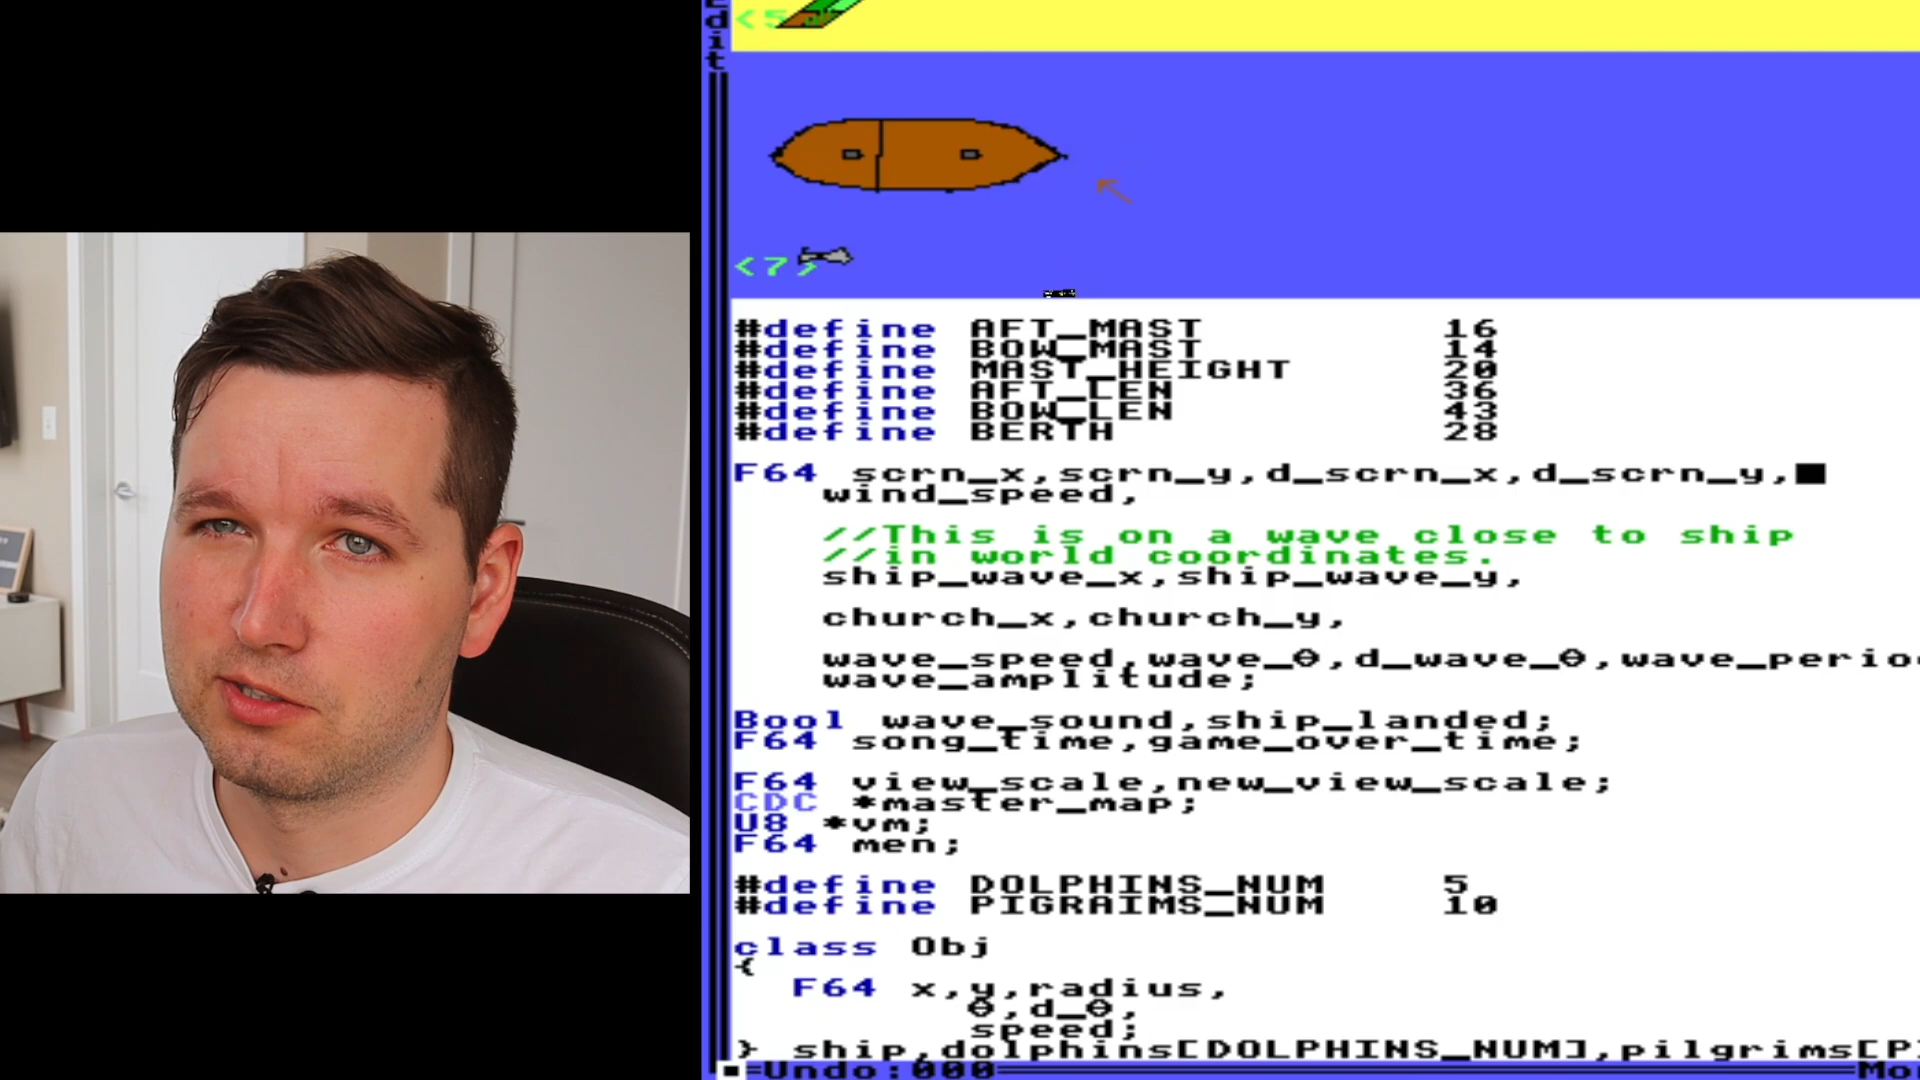 Edit
<5>
<7>
#define AFT_MAST 16
#define BOW_MAST 14
#define MAST_HEIGHT 20
#define AFT_LEN 36
#define BOW_LEN 43
#define BERTH 28
F64 scrn_x,scrn_y,d_scrn_x,d_scrn_y,
wind_speed,
//This is on a wave close to ship
//in world coordinates.
ship_wave_x,ship_wave_y,
church_x,church_y,
wave_speed,wave_θ,d_wave_θ,wave_perio
wave_amplitude;
Bool wave_sound,ship_landed;
F64 song_time,game_over_time;
F64 view_scale,new_view_scale;
CDC *master_map;
U8 *vm;
F64 men;
#define DOLPHINS_NUM 5
#define PIGRAIMS_NUM 10
class Obj
{
F64 x,y,radius,
θ,d_θ,
speed;
} ship,dolphins[DOLPHINS_NUM],pilgrims[P
=Undo:000 Mo